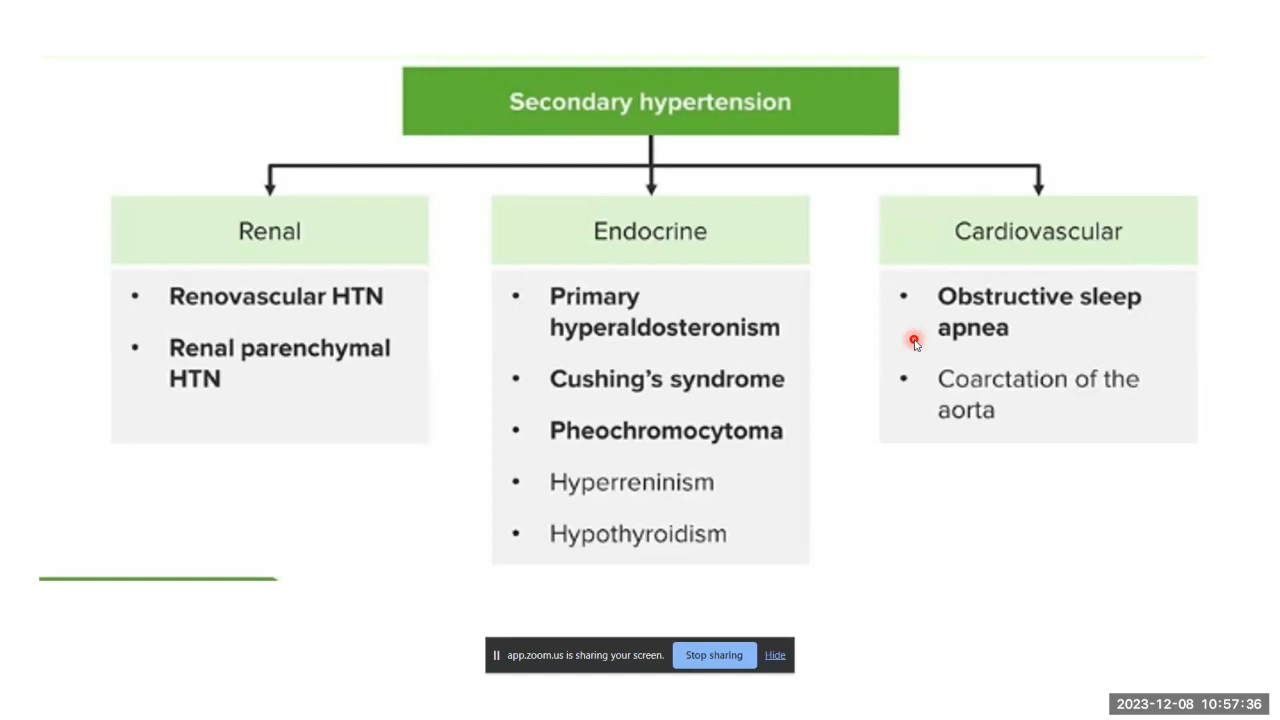 Secondary hypertension
Renal
• Renovascular HTN
• Renal parenchymal
HTN
Endocrine
• Primary
hyperaldosteronism
• Cushing’s syndrome
• Pheochromocytoma
• Hyperreninism
• Hypothyroidism
Cardiovascular
• Obstructive sleep
apnea
• Coarctation of the
aorta
app.zoom.us is sharing your screen. Stop sharing Hide
2023-12-08 10:57:36